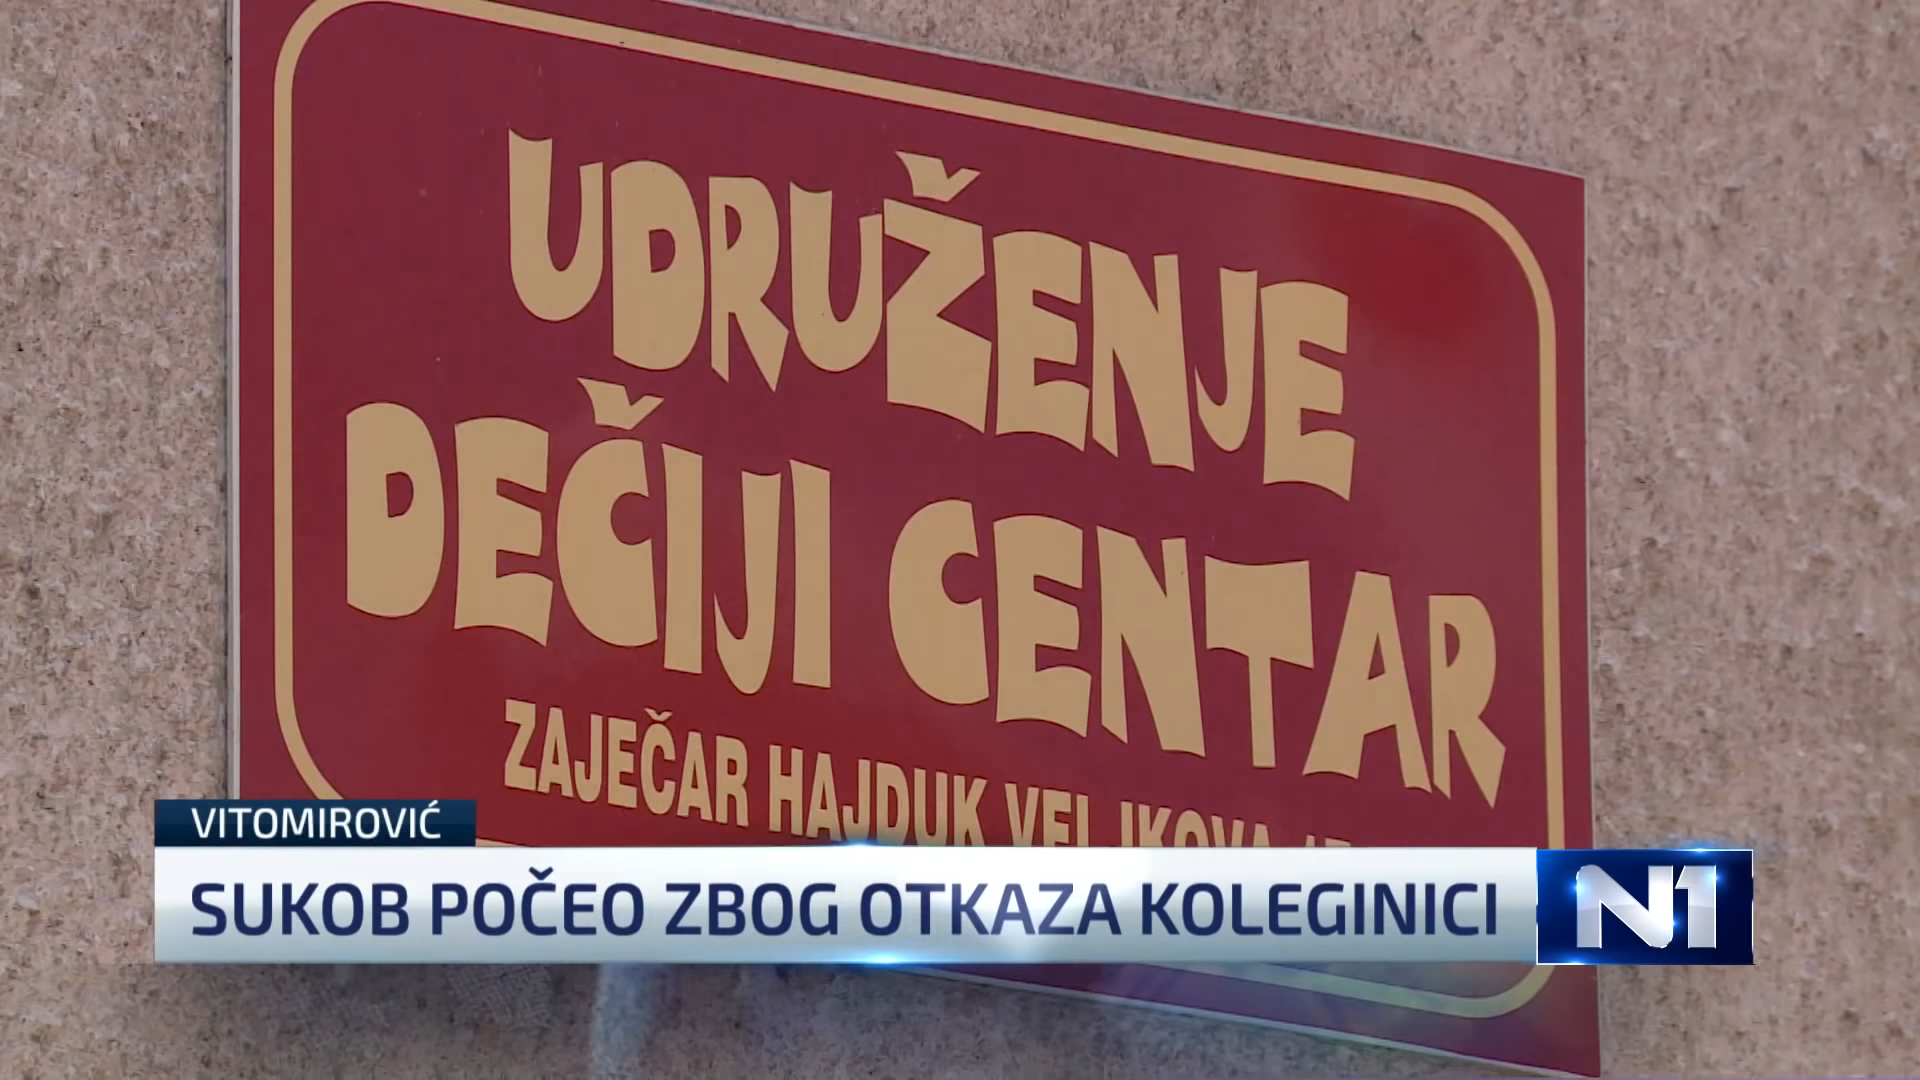 UDRUŽENJE
DEČIJI CENTAR
ZAJEČAR HAJDUK
VITOMIROVIĆ
SUKOB POČEO ZBOG OTKAZA KOLEGINICI
N1